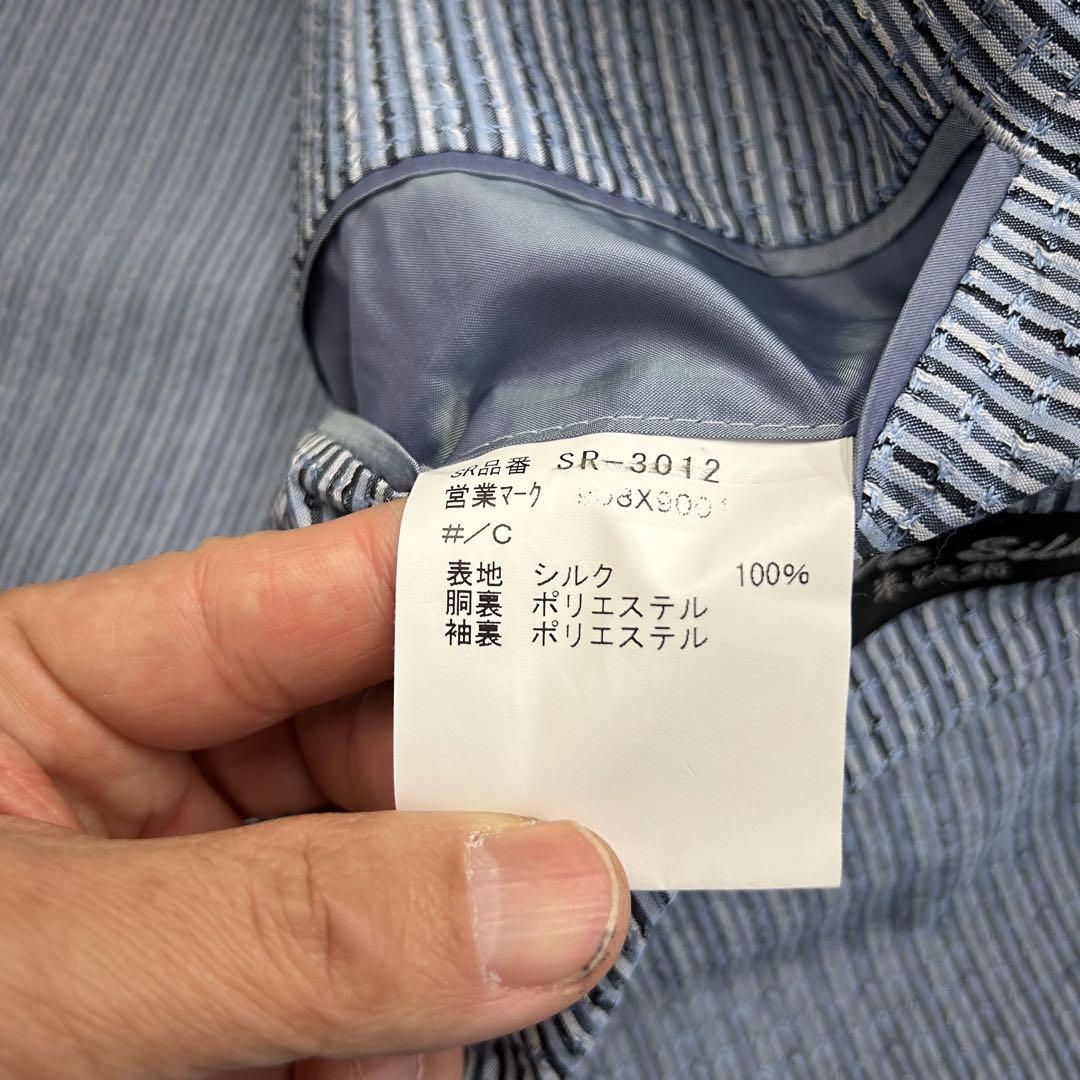 SR品番 SR-3012
営業マーク
#/C
表地 シルク 100%
胴裏 ポリエステル
袖裏 ポリエステル